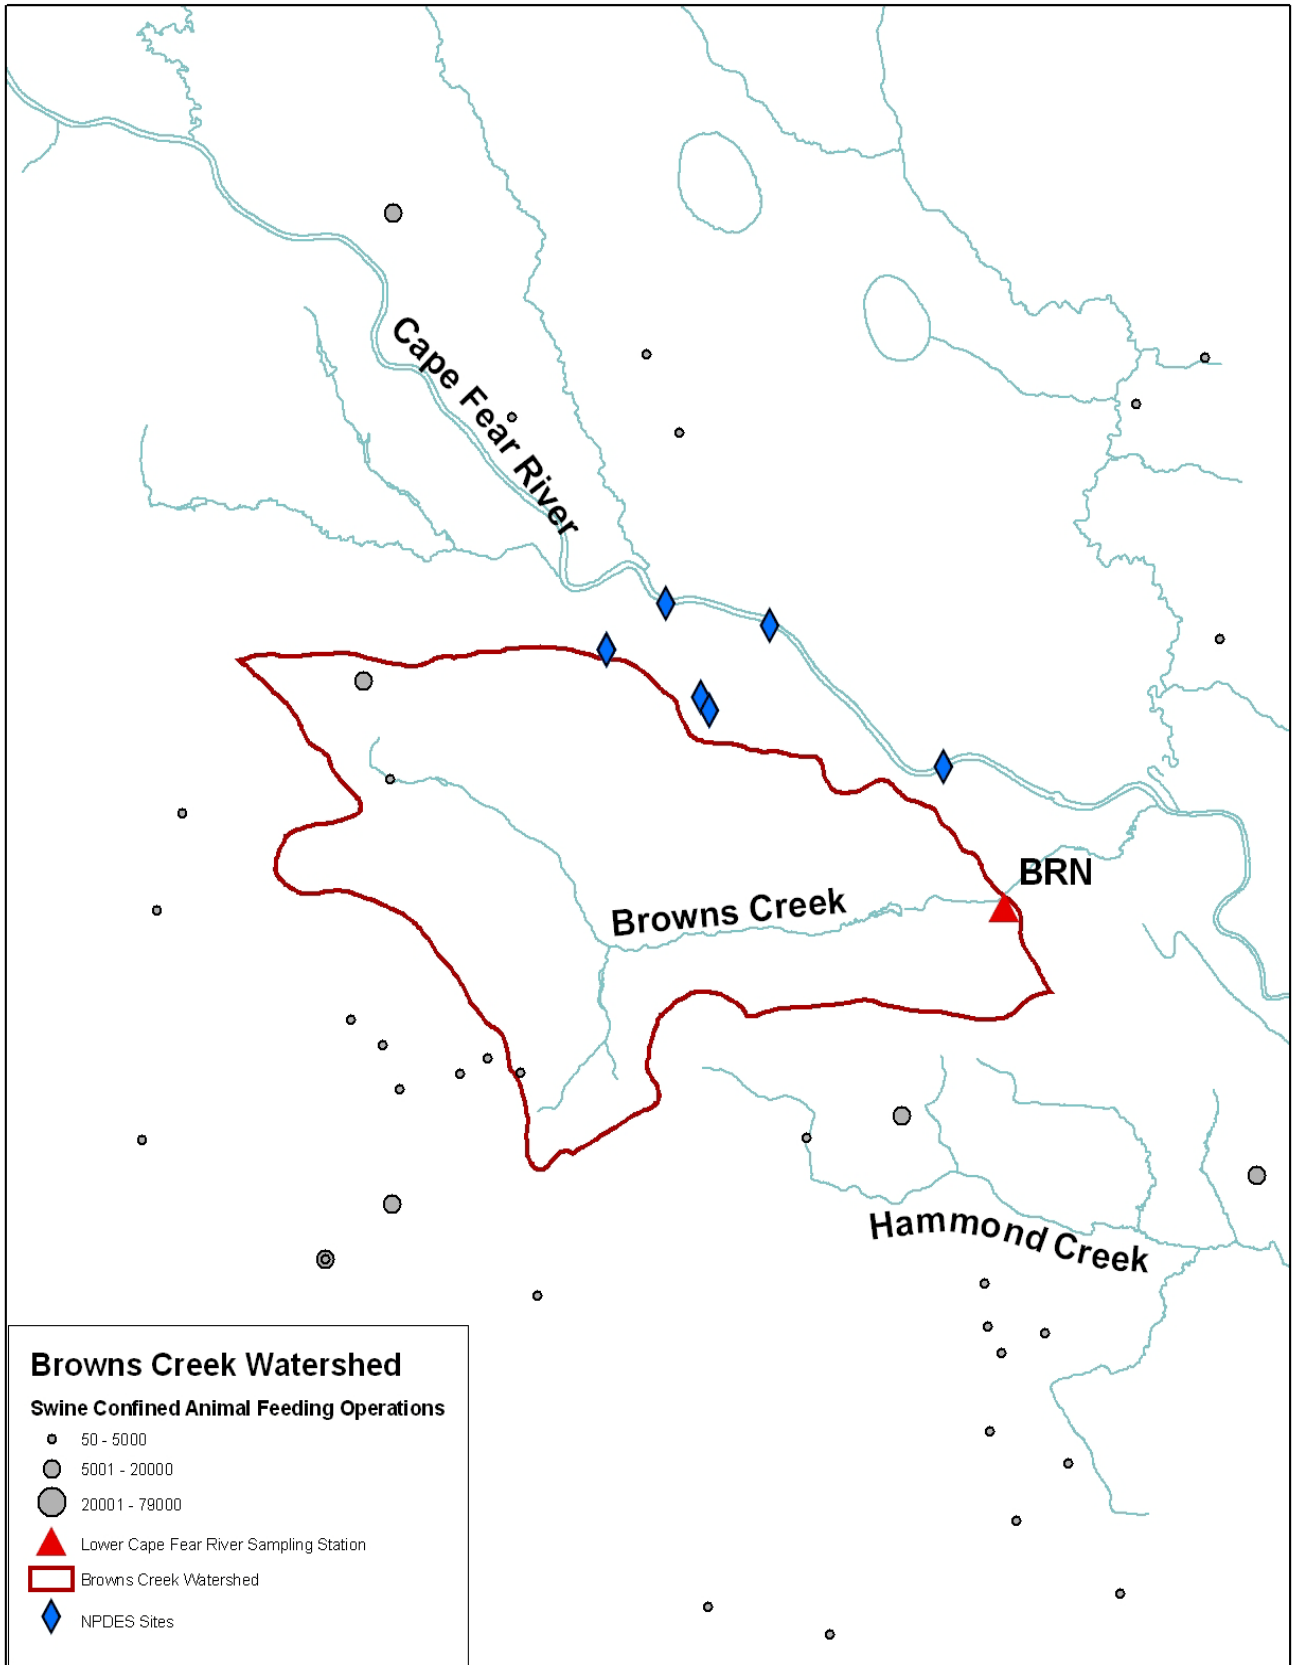 Cape Fear River
BRN
Browns Creek
Hammond Creek
Browns Creek Watershed
Swine Confined Animal Feeding Operations
50 - 5000
5001 - 20000
20001 - 79000
Lower Cape Fear River Sampling Station
Browns Creek Watershed
NPDES Sites